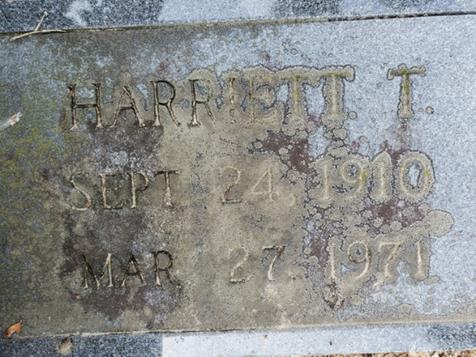 HARRIETT. T.
SEPT 24, 1910
MAR 27, 1971